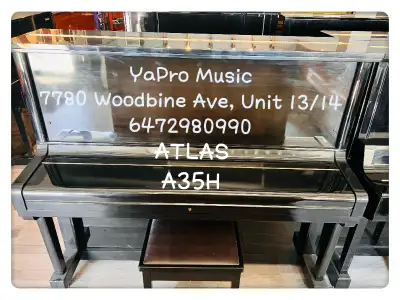 YaPro Music
7780 Woodbine Ave, Unit 13/14
6472980990
ATLAS
A35H